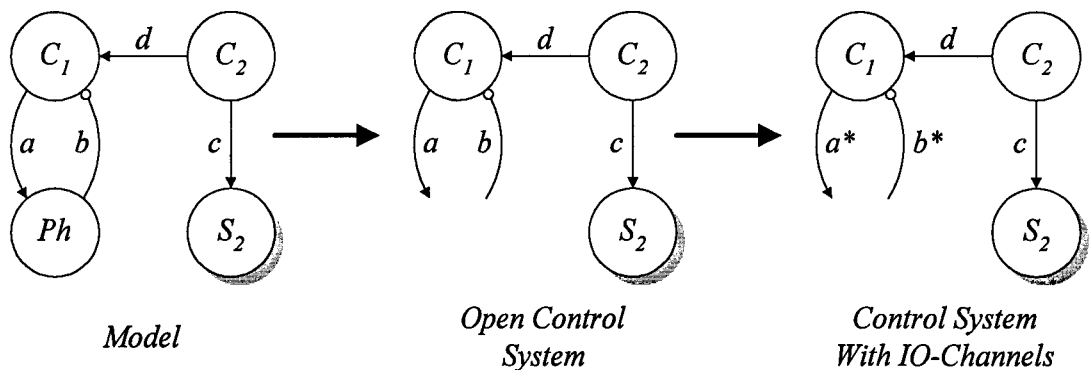 C1 d C2 C1 d C2 C1 d C2
a b c a b c a* b* c
Ph S2 S2 S2
Model
Open Control
System
Control System
With IO-Channels